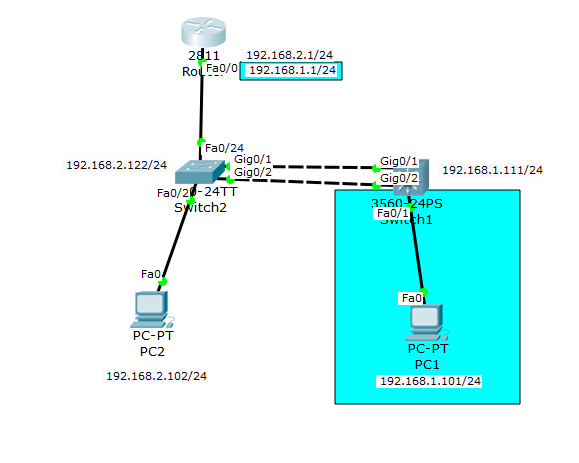 192.168.2.1/24
2811
Fa0/0
192.168.1.1/24
Fa0/24
Gig0/1
Gig0/1
192.168.2.122/24
Gig0/2
Gig0/2
192.168.1.111/24
Fa0/2
-24TT
3560-24PS
Switch2
Fa0/1
Switch1
Fa0
Fa0
PC-PT
PC2
PC-PT
PC1
192.168.2.102/24
192.168.1.101/24